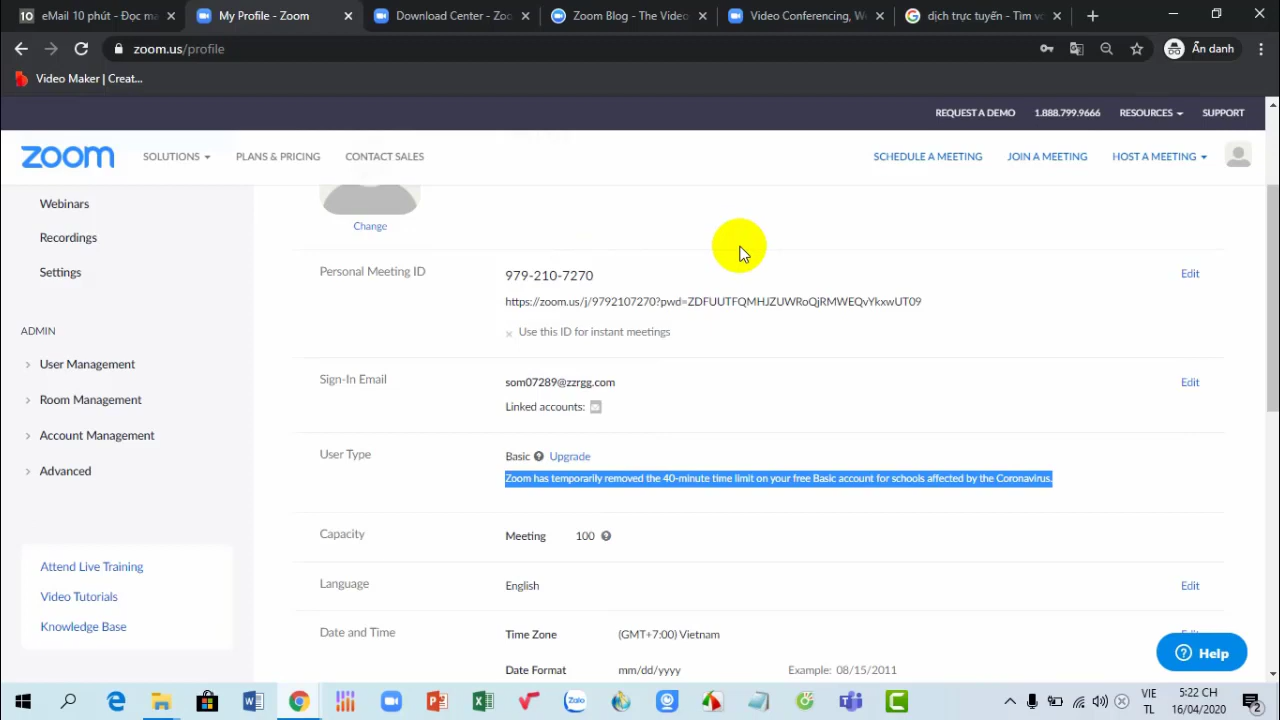 eMail 10 phút - Đọc ma
My Profile - Zoom
Download Center - Zoo
Zoom Blog - The Video
Video Conferencing, W
dịch trực tuyến - Tìm v
zoom.us/profile
Ẩn danh
Video Maker | Creat...
REQUEST A DEMO 1.888.799.9666 RESOURCES SUPPORT
zoom SOLUTIONS PLANS & PRICING CONTACT SALES SCHEDULE A MEETING JOIN A MEETING HOST A MEETING
Webinars
Recordings
Settings
ADMIN
User Management
Room Management
Account Management
Advanced
Attend Live Training
Video Tutorials
Knowledge Base
Change
Personal Meeting ID 979-210-7270 Edit
https://zoom.us/j/9792107270?pwd=ZDFUUTFQMHJZUWRoQjRMWEQvYkxwUT09
Use this ID for instant meetings
Sign-In Email som07289@zzrgg.com Edit
Linked accounts:
User Type Basic Upgrade
Zoom has temporarily removed the 40-minute time limit on your free Basic account for schools affected by the Coronavirus.
Capacity Meeting 100
Language English Edit
Date and Time Time Zone (GMT+7:00) Vietnam
Date Format mm/dd/yyyy Example: 08/15/2011
Help
Zalo
VIE
TL
5:22 CH
16/04/2020
2